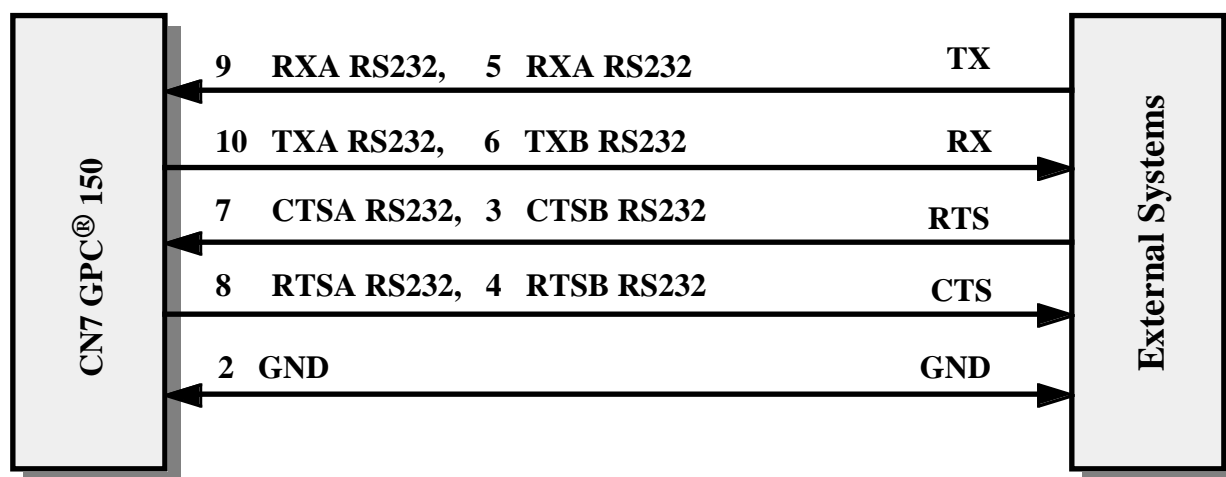 CN7 GPC® 150
9 RXA RS232, 5 RXA RS232 TX
10 TXA RS232, 6 TXB RS232 RX
7 CTSA RS232, 3 CTSB RS232 RTS
8 RTSA RS232, 4 RTSB RS232 CTS
2 GND GND
External Systems